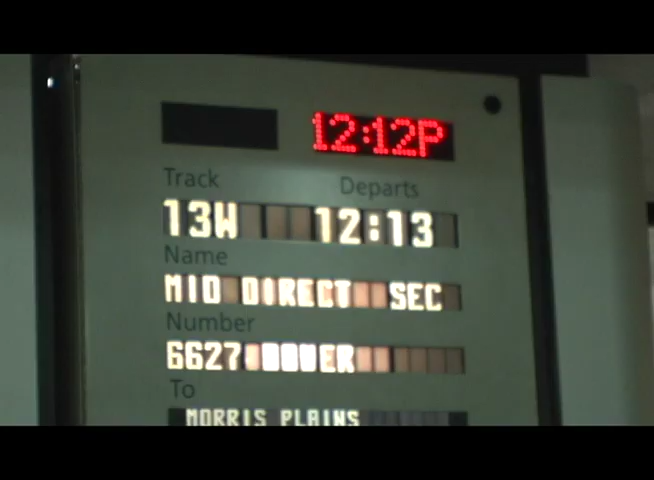 12:12P
Track Departs
13W 12:13
Name
MID DIRECT SEC
Number
6627 DOVER
To
MORRIS PLAINS